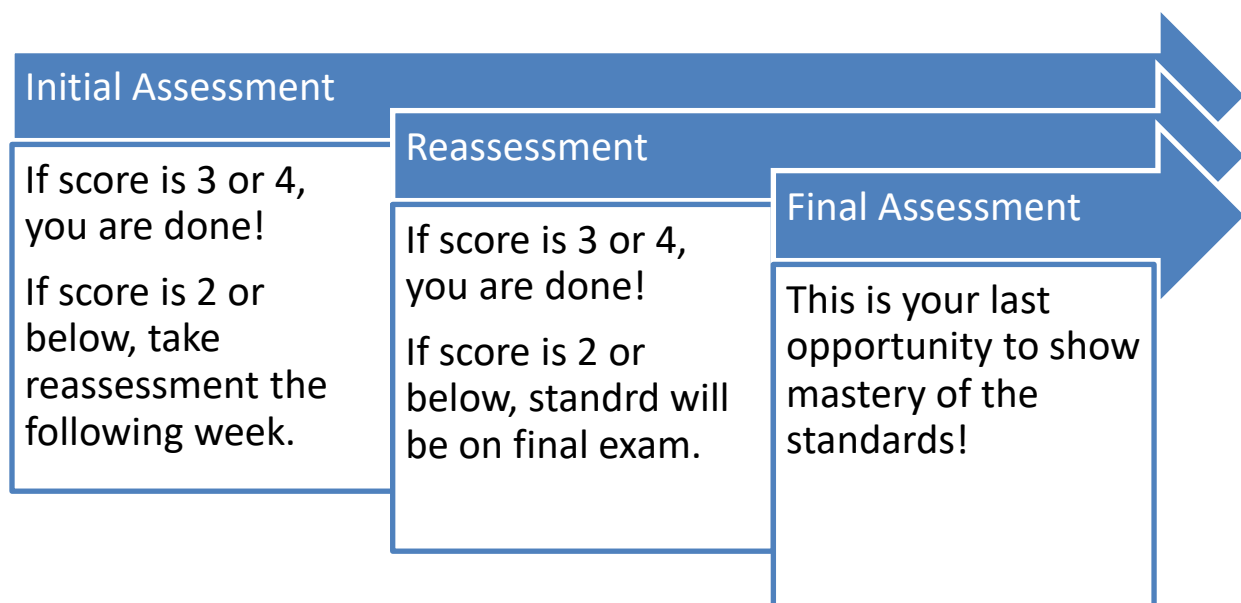 Initial Assessment
If score is 3 or 4,
you are done!
If score is 2 or
below, take
reassessment the
following week.
Reassessment
If score is 3 or 4,
you are done!
If score is 2 or
below, standrd will
be on final exam.
Final Assessment
This is your last
opportunity to show
mastery of the
standards!